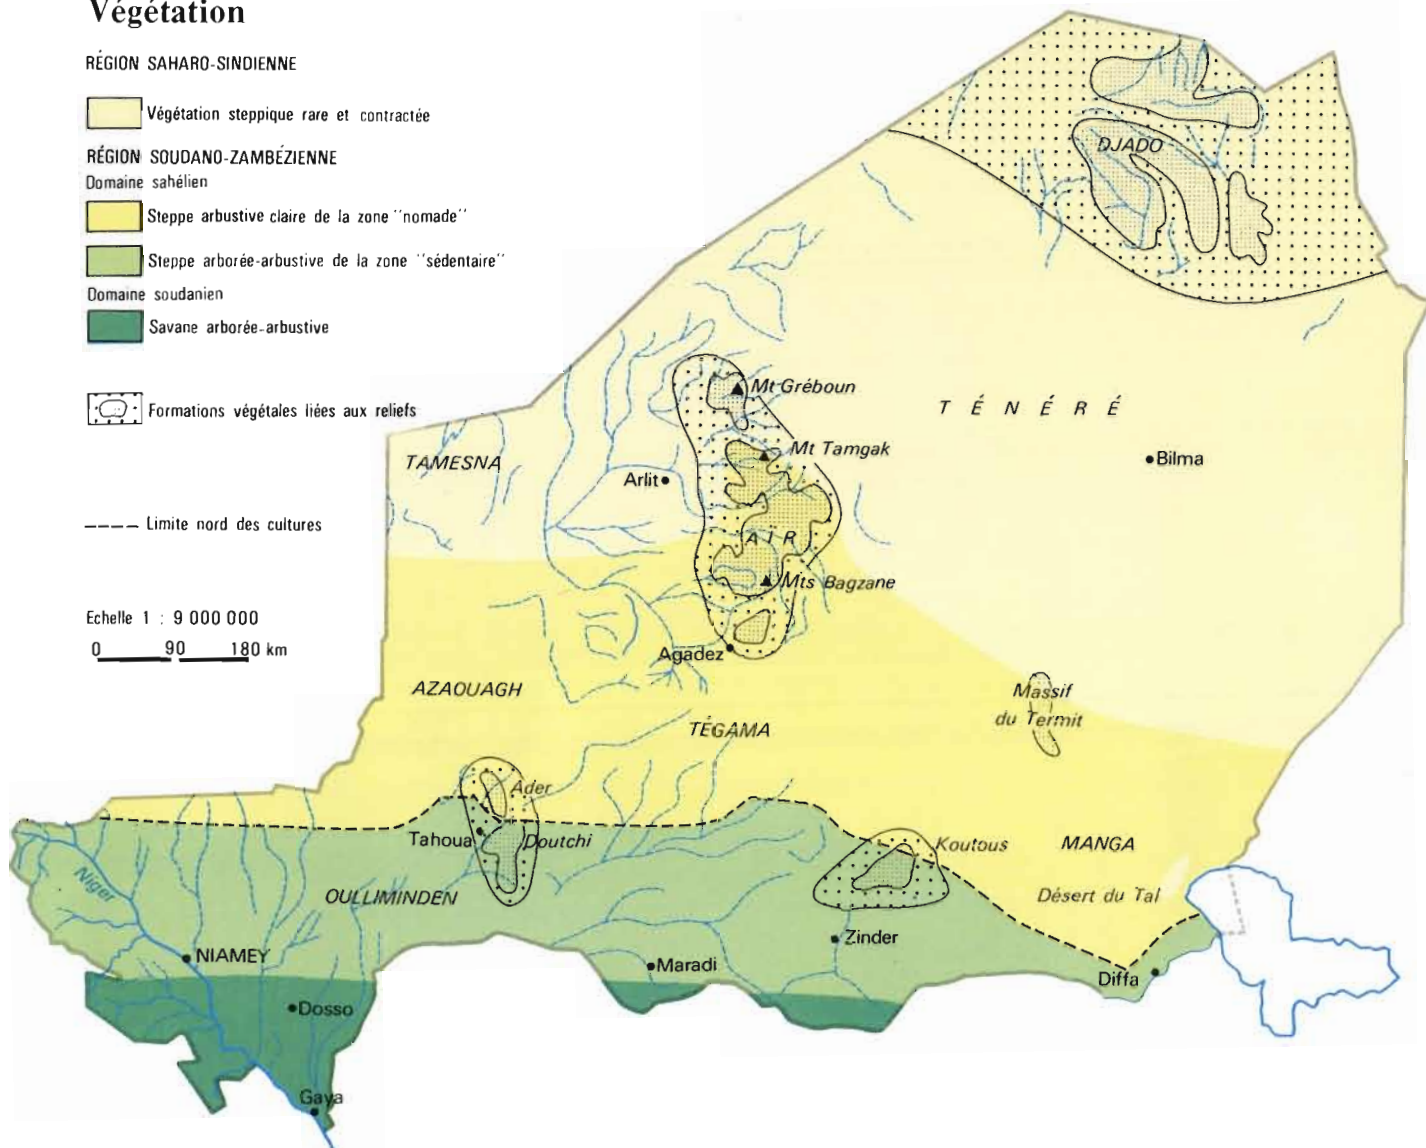 Végétation
RÉGION SAHARO-SINDIENNE
Végétation steppique rare et contractée
RÉGION SOUDANO-ZAMBÉZIENNE
Domaine sahélien
Steppe arbustive claire de la zone "nomade"
Steppe arborée-arbustive de la zone "sédentaire"
Domaine soudanien
Savane arborée-arbustive
Formations végétales liées aux reliefs
Limite nord des cultures
Echelle 1 : 9 000 000
0 90 180 km
DJADO
Mt Gréboun
TÉNÉRÉ
Mt Tamgak
TAMESNA
Bilma
Arlit
AÏR
Mts Bagzane
Agadez
AZAOUAGH
Massif
du Termit
TÉGAMA
Ader
Tahoua
Doutchi
Koutous
MANGA
Niger
OULLIMINDEN
Désert du Tal
Zinder
NIAMEY
Maradi
Diffa
Dosso
Gaya